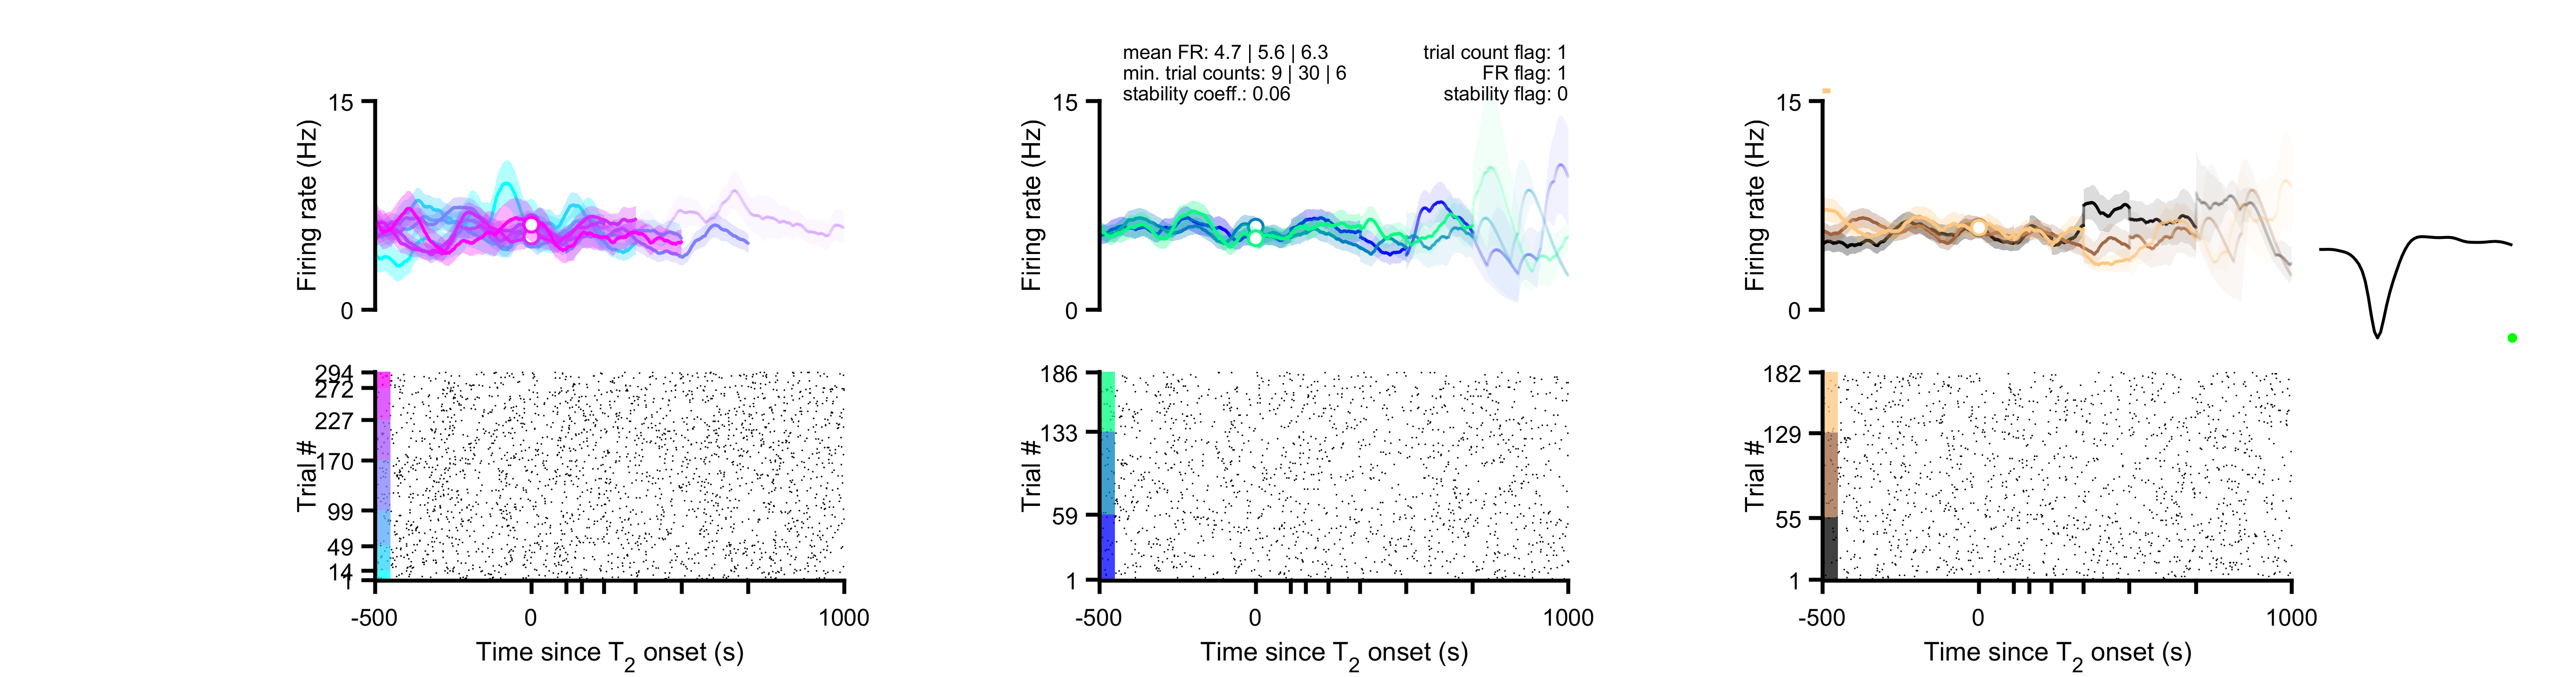 mean FR: 4.7 | 5.6 | 6.3
trial count flag: 1
min. trial counts: 9 | 30 | 6
FR flag: 1
stability coeff.: 0.06
stability flag: 0
15
Firing rate (Hz)
0
15
Firing rate (Hz)
0
15
Firing rate (Hz)
0
294
272
227
170
99
49
14
1
Trial #
-500
0
1000
Time since T2 onset (s)
186
133
59
1
Trial #
-500
0
1000
Time since T2 onset (s)
182
129
55
1
Trial #
-500
0
1000
Time since T2 onset (s)